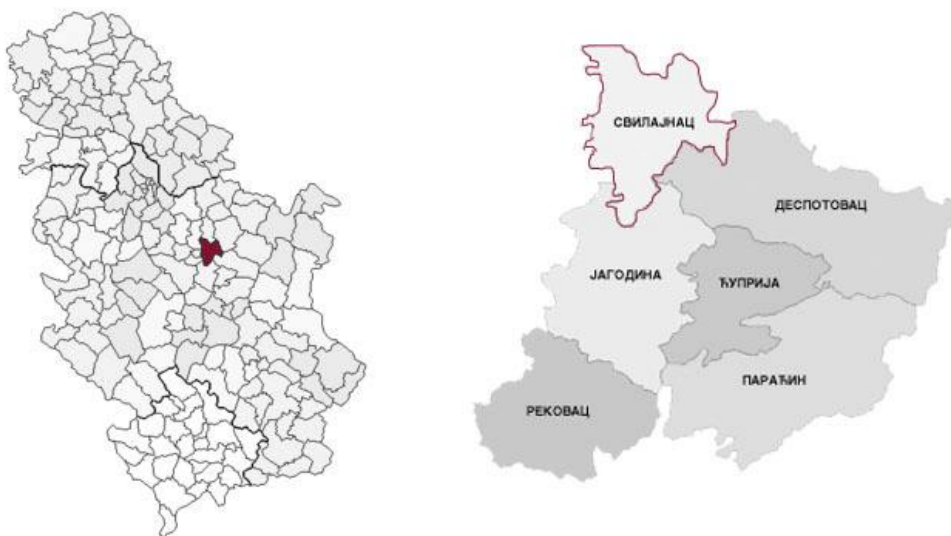 СВИЛАЈНАЦ
ДЕСПОТОВАЦ
ЈАГОДИНА
ЋУПРИЈА
ПАРАЋИН
РЕКОВАЦ